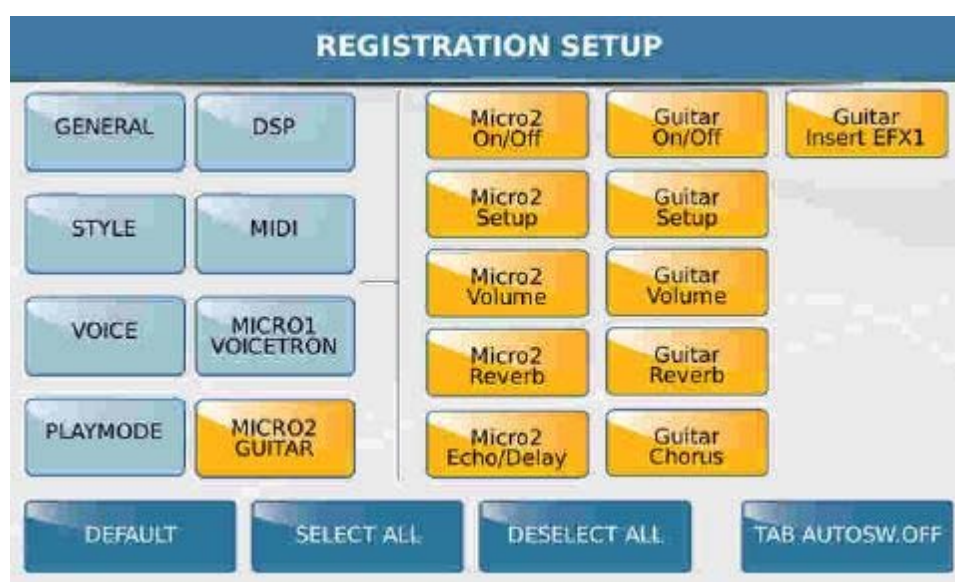 REGISTRATION SETUP
GENERAL
DSP
STYLE
MIDI
VOICE
MICRO1
VOICETRON
PLAYMODE
MICRO2
GUITAR
Micro2
On/Off
Guitar
On/Off
Guitar
Insert EFX1
Micro2
Setup
Guitar
Setup
Micro2
Volume
Guitar
Volume
Micro2
Reverb
Guitar
Reverb
Micro2
Echo/Delay
Guitar
Chorus
DEFAULT
SELECT ALL
DESELECT ALL
TAB AUTOSW.OFF